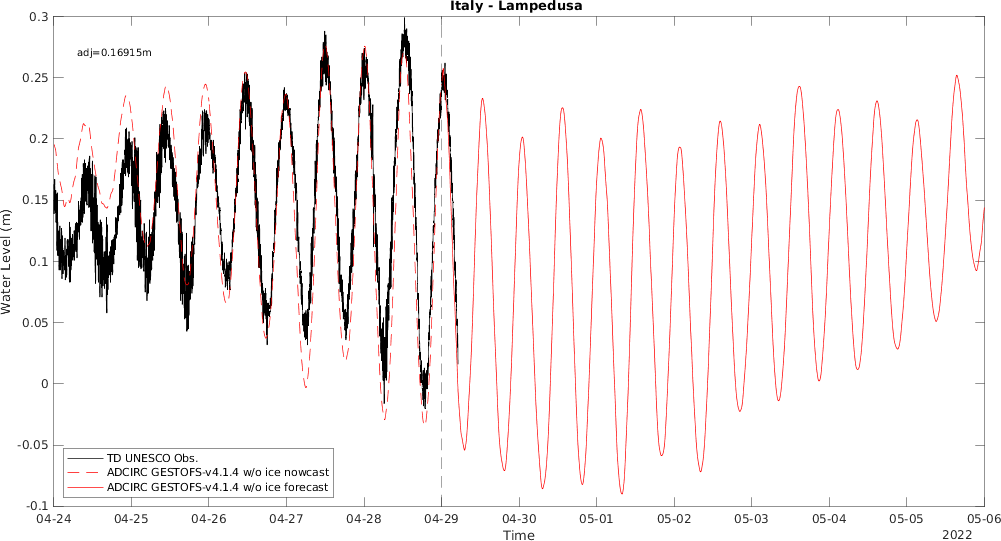 Italy - Lampedusa
adj=0.16915m
0.3
0.25
0.2
0.15
0.1
0.05
0
-0.05
-0.1
Water Level (m)
TD UNESCO Obs.
ADCIRC GESTOFS-v4.1.4 w/o ice nowcast
ADCIRC GESTOFS-v4.1.4 w/o ice forecast
04-24 04-25 04-26 04-27 04-28 04-29 04-30 05-01 05-02 05-03 05-04 05-05 05-06
Time
2022